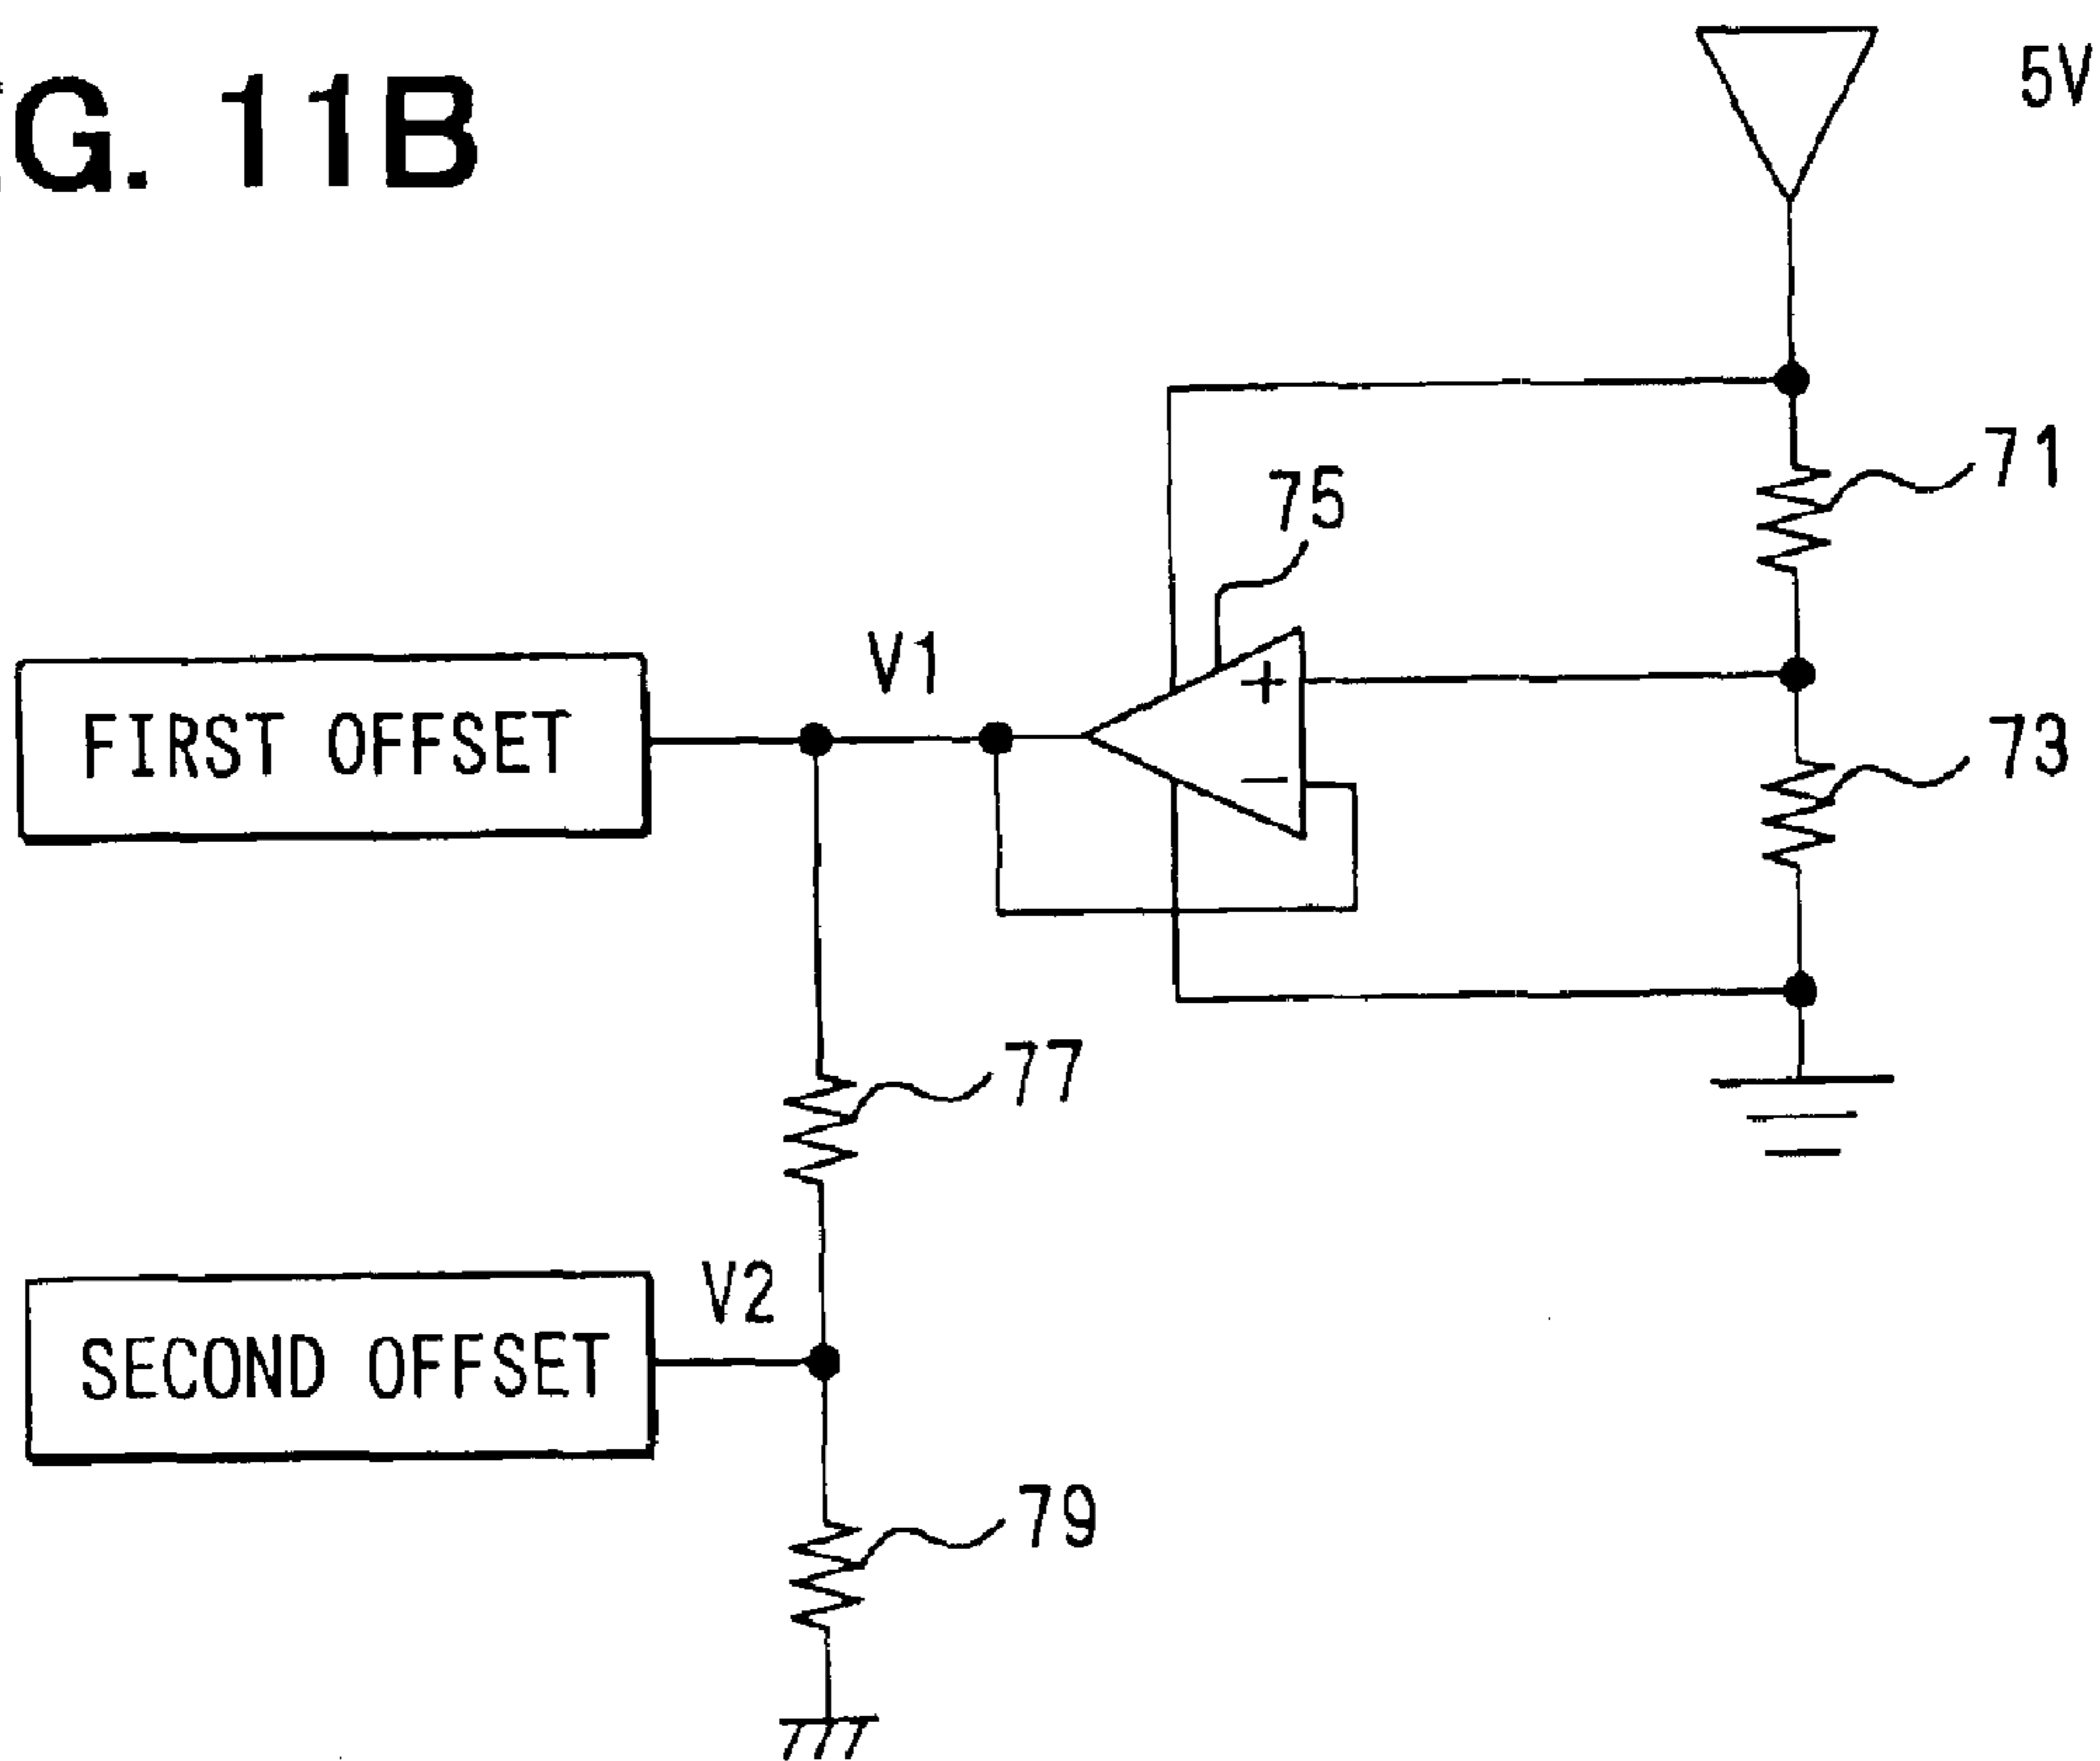 G. 11B
5V
71
75
V1
+
FIRST OFFSET
73
−
77
V2
SECOND OFFSET
79